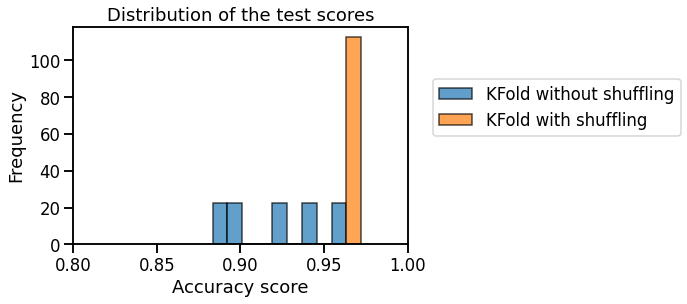 Distribution of the test scores
Frequency
100
80
60
40
20
0
0.80 0.85 0.90 0.95 1.00
Accuracy score
KFold without shuffling
KFold with shuffling